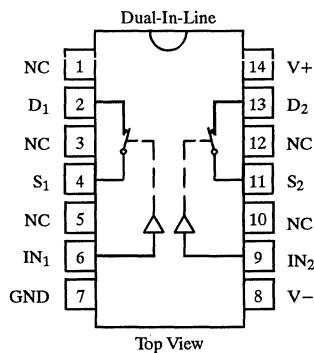 Dual-In-Line
NC 1 14 V+
D1 2 13 D2
NC 3 12 NC
S1 4 11 S2
NC 5 10 NC
IN1 6 9 IN2
GND 7 8 V−
Top View